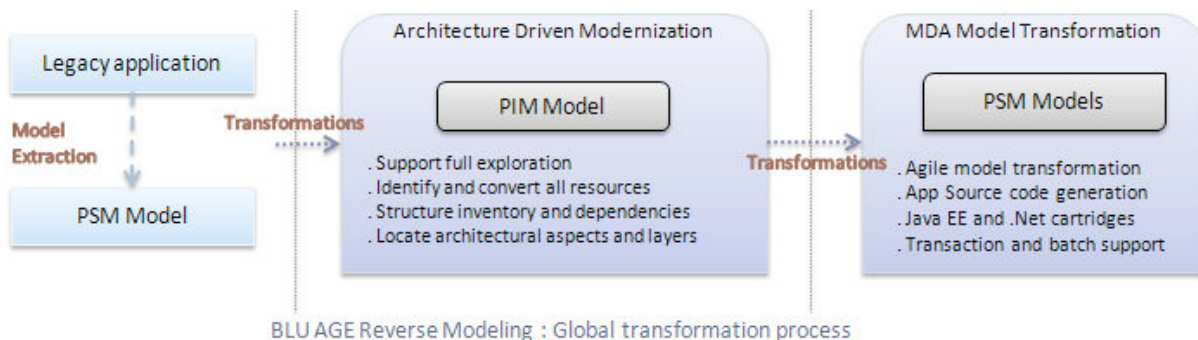 Legacy application
Model
Extraction
PSM Model
Transformations
Architecture Driven Modernization
PIM Model
. Support full exploration
. Identify and convert all resources
. Structure inventory and dependencies
. Locate architectural aspects and layers
Transformations
MDA Model Transformation
PSM Models
. Agile model transformation
. App Source code generation
. Java EE and .Net cartridges
. Transaction and batch support
BLU AGE Reverse Modeling : Global transformation process